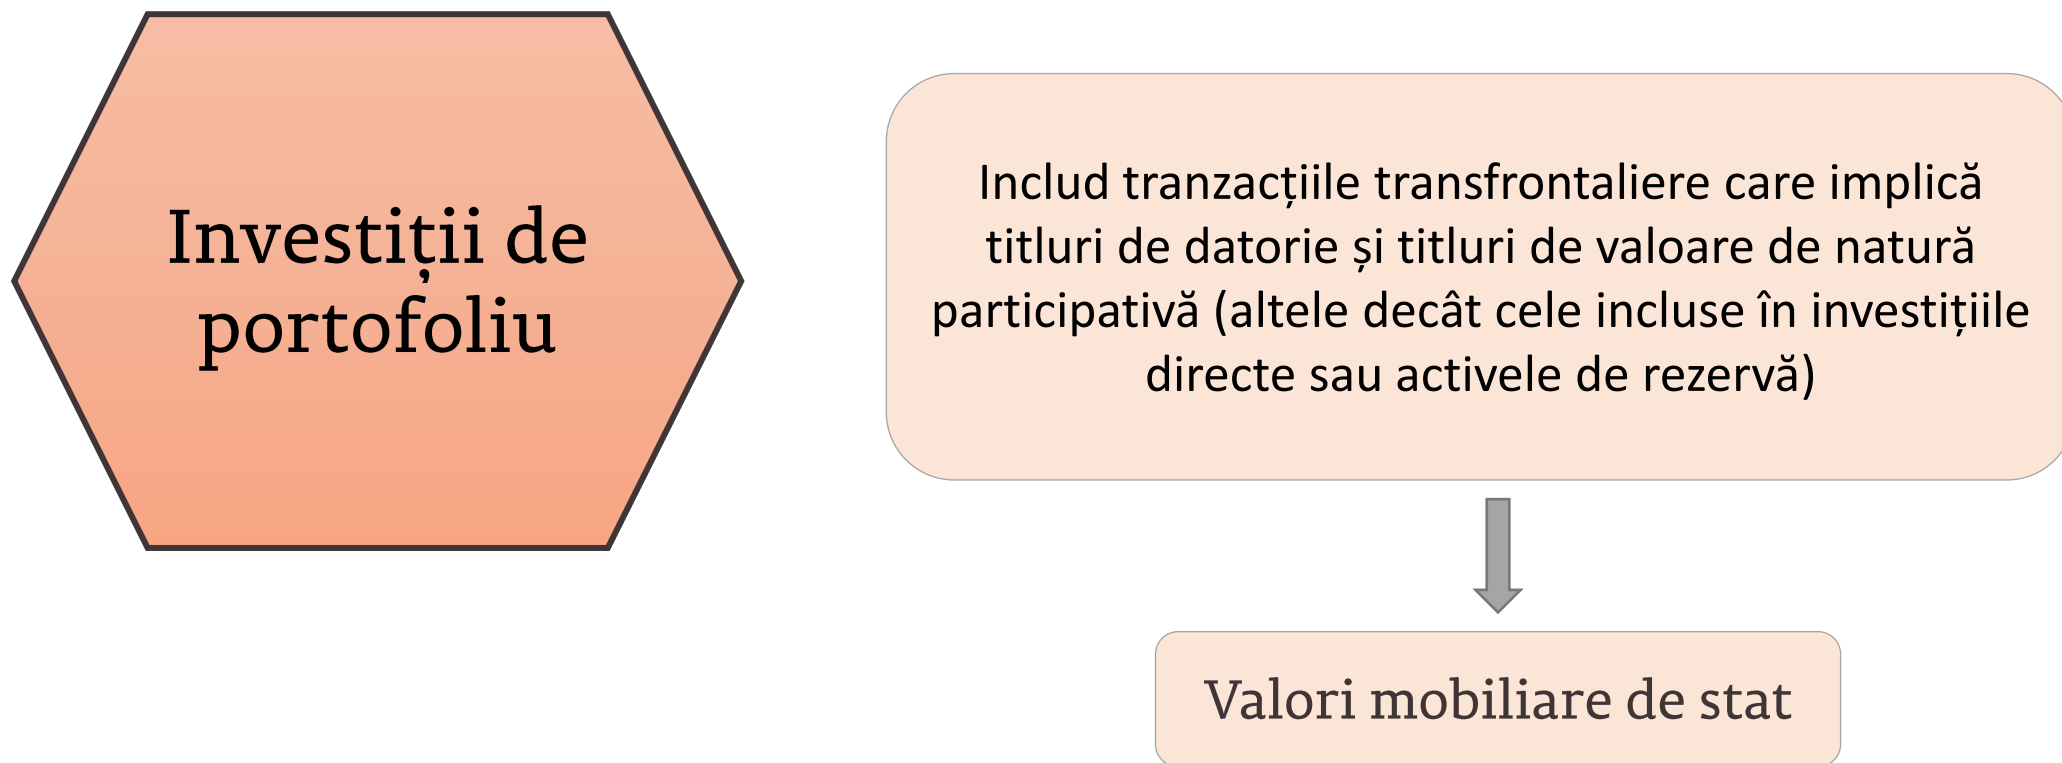 Investiții de
portofoliu
Includ tranzacțiile transfrontaliere care implică
titluri de datorie și titluri de valoare de natură
participativă (altele decât cele incluse în investițiile
directe sau activele de rezervă)
Valori mobiliare de stat